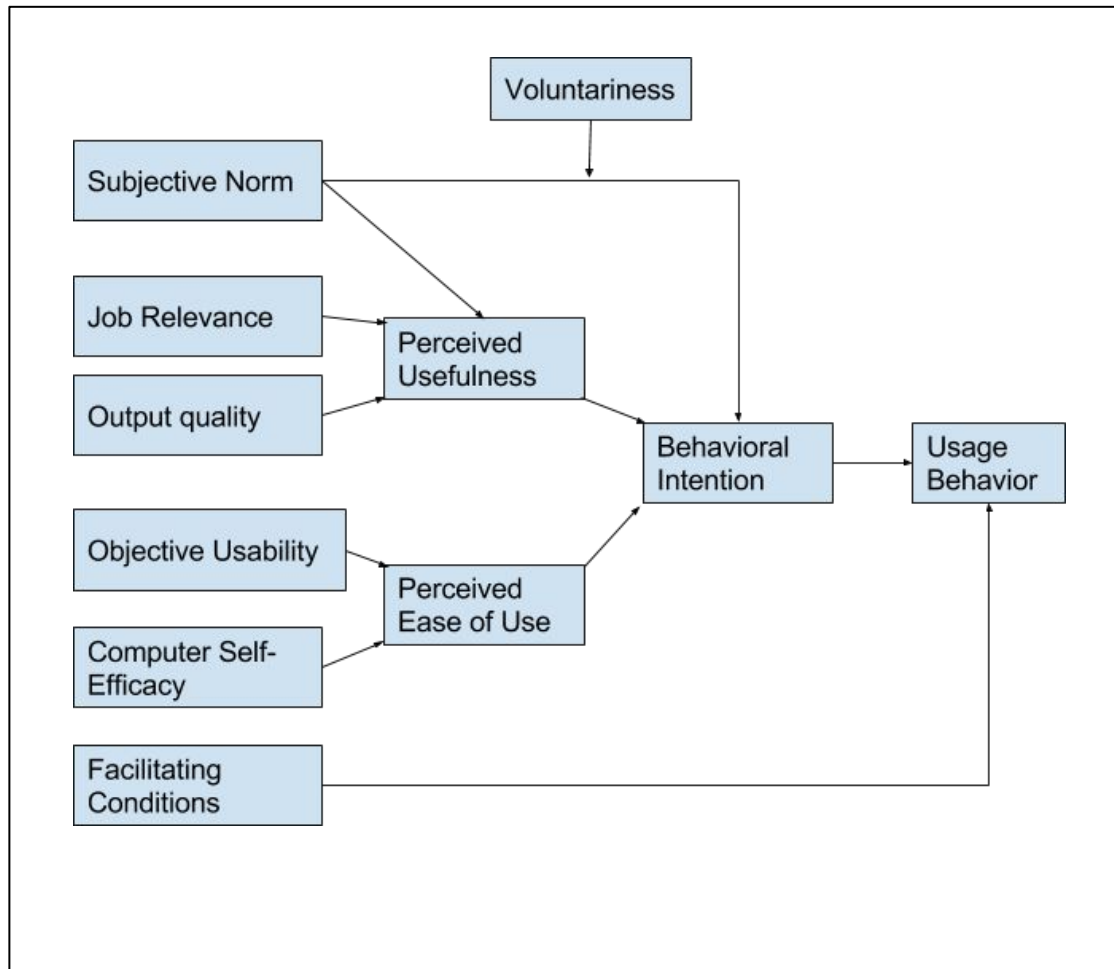 Voluntariness
Subjective Norm
Job Relevance
Perceived
Usefulness
Output quality
Behavioral
Intention
Usage
Behavior
Objective Usability
Perceived
Ease of Use
Computer Self-
Efficacy
Facilitating
Conditions